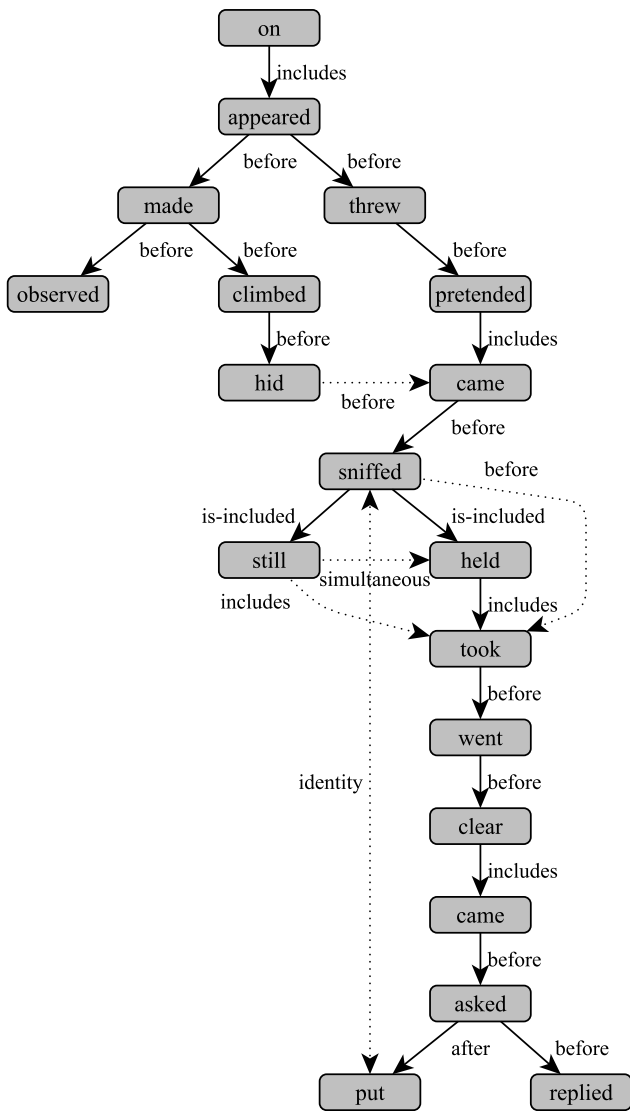 on
includes
appeared
before before
made threw
before before before
observed climbed pretended
before includes
hid came
before
before
sniffed before
is-included is-included
still held
simultaneous
includes includes
took
before
went
identity before
clear
includes
came
before
asked
after before
put replied